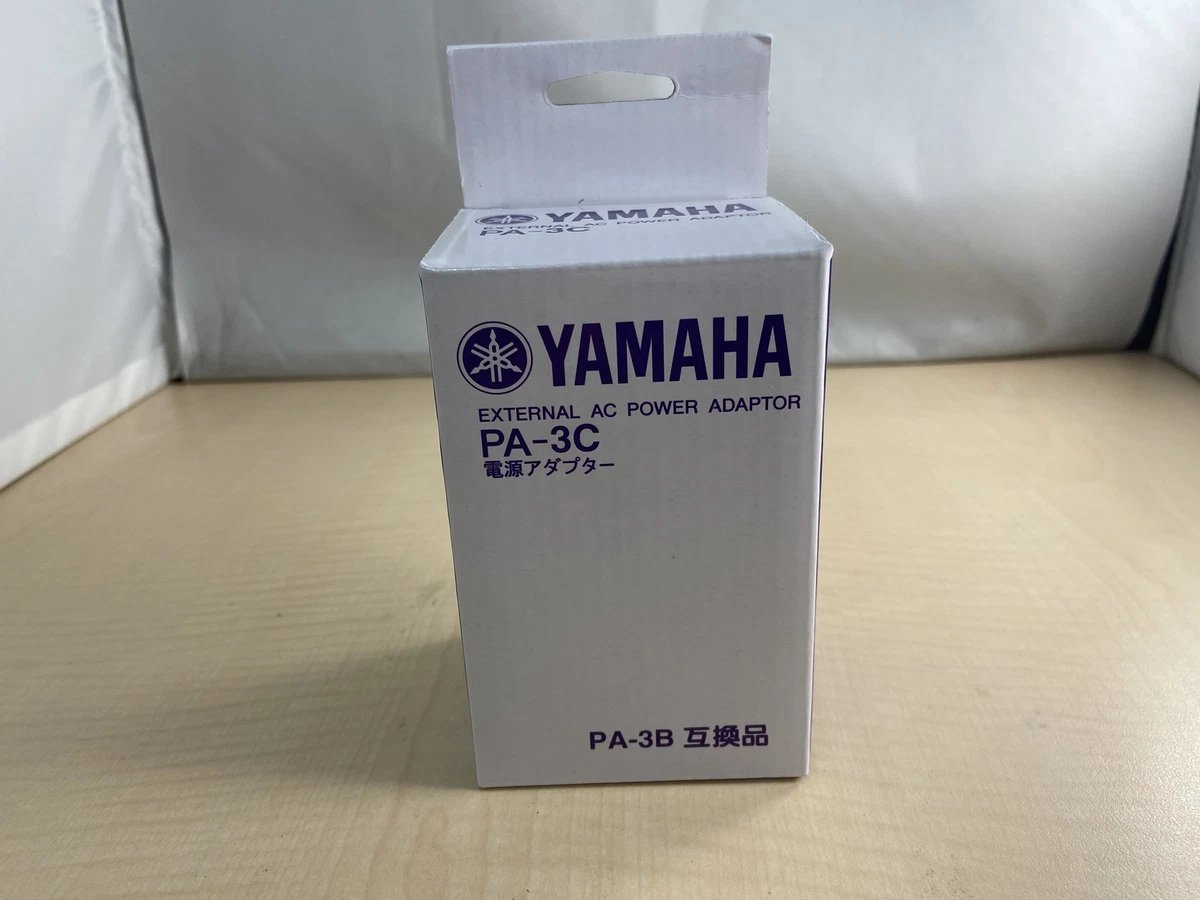 YAMAHA
EXTERNAL AC POWER ADAPTOR
PA-3C
YAMAHA
EXTERNAL AC POWER ADAPTOR
PA-3C
電源アダプター
PA-3B 互換品